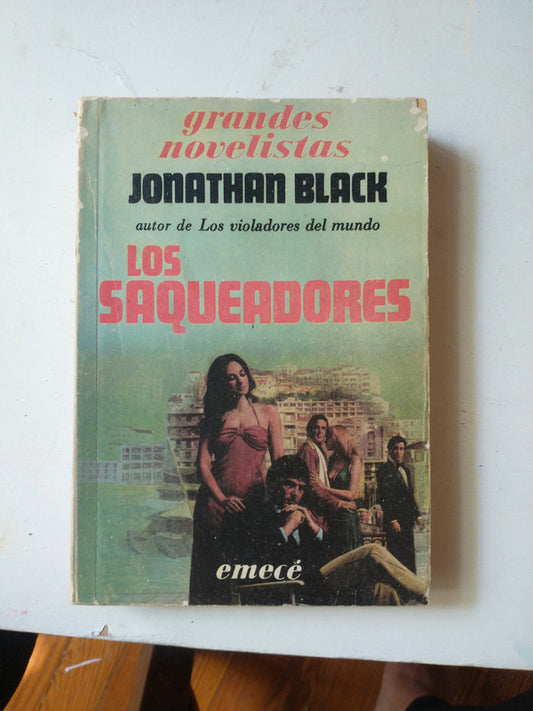 grandes
novelistas
JONATHAN BLACK
autor de Los violadores del mundo
LOS
SAQUEADORES
emecé